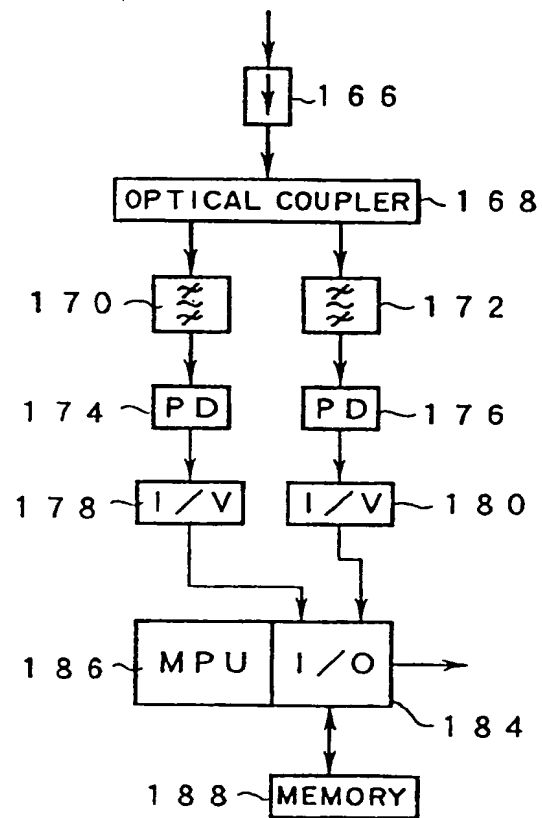 166
OPTICAL COUPLER 168
170 172
174 PD PD 176
178 I/V I/V 180
186 MPU I/O
184
188 MEMORY